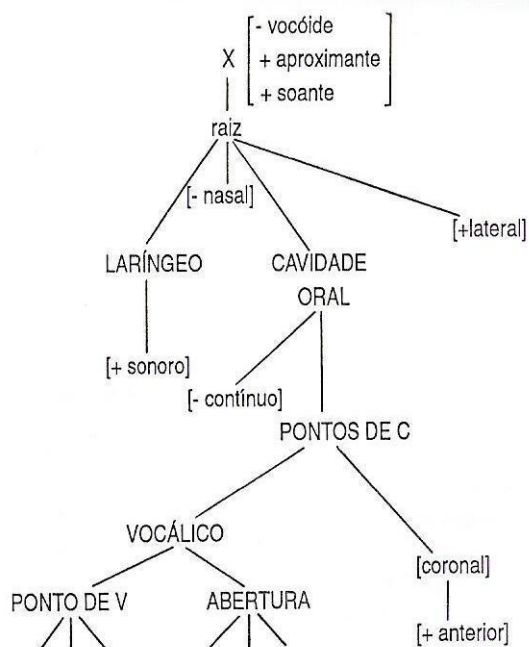 [- vocóide
X + aproximante
+ soante]
raiz
[- nasal]
[+lateral]
LARÍNGEO CAVIDADE
ORAL
[+ sonoro]
[- contínuo]
PONTOS DE C
VOCÁLICO
[coronal]
PONTO DE V ABERTURA
[+ anterior]